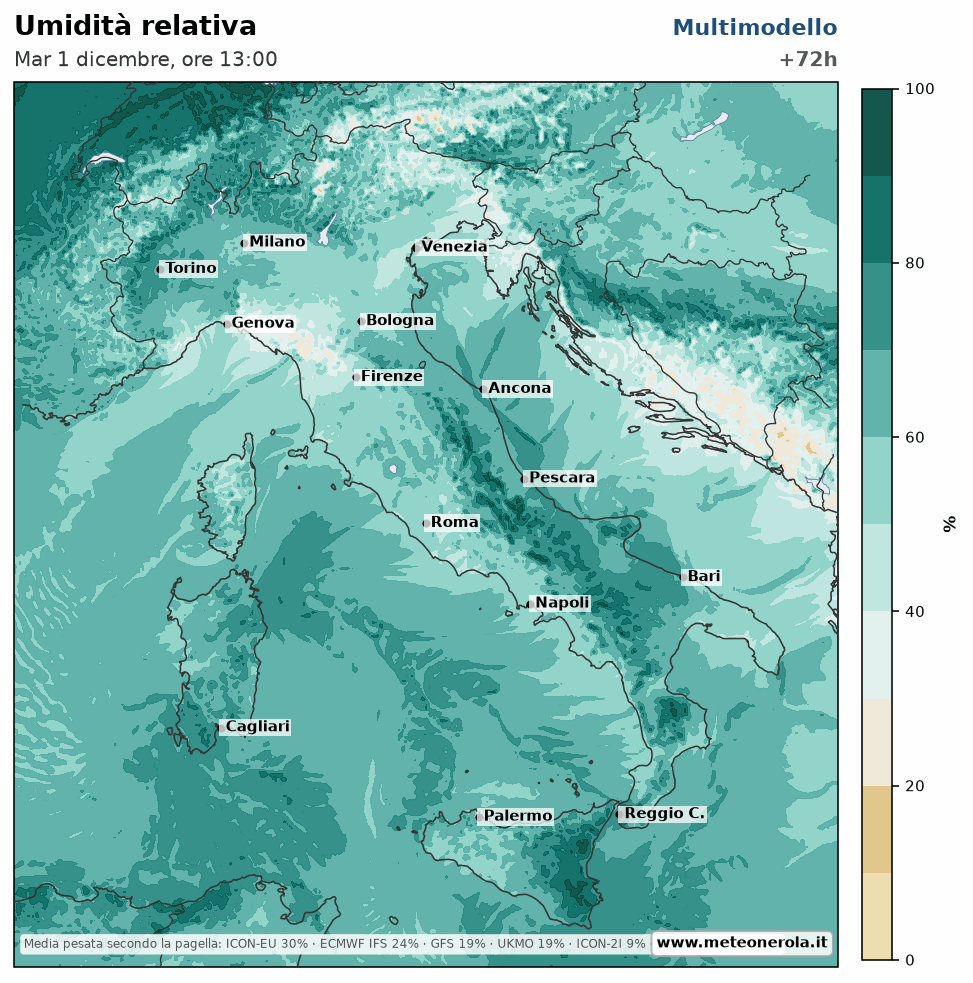 Umidità relativa
Multimodello
Mar 1 dicembre, ore 13:00
+72h
100
80
60
40
20
0
%
Milano
Venezia
Torino
Genova
Bologna
Firenze
Ancona
Pescara
Roma
Bari
Napoli
Cagliari
Palermo
Reggio C.
Media pesata secondo la pagella: ICON-EU 30% · ECMWF IFS 24% · GFS 19% · UKMO 19% · ICON-2I 9%
www.meteonerola.it